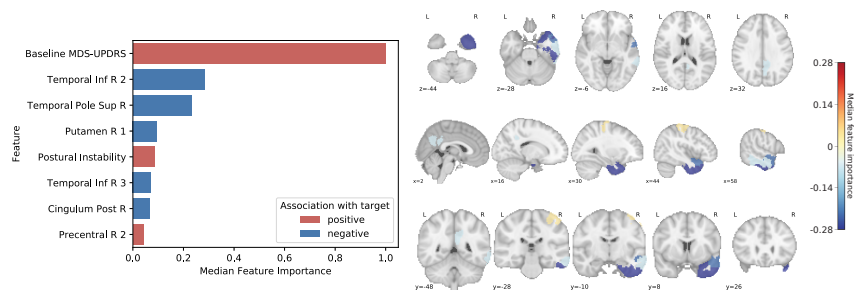 Feature
Baseline MDS-UPDRS
Temporal Inf R 2
Temporal Pole Sup R
Putamen R 1
Postural Instability
Temporal Inf R 3
Cingulum Post R
Precentral R 2
Association with target
positive
negative
0.0 0.2 0.4 0.6 0.8 1.0
Median Feature Importance
L R L R L R L R L R
z=-44 z=-28 z=-6 z=16 z=32
x=2 x=16 x=30 x=44 x=58
L R L R L R L R L R
y=-48 y=-28 y=-10 y=8 y=26
0.28
0.14
0
-0.14
-0.28
Median feature importance